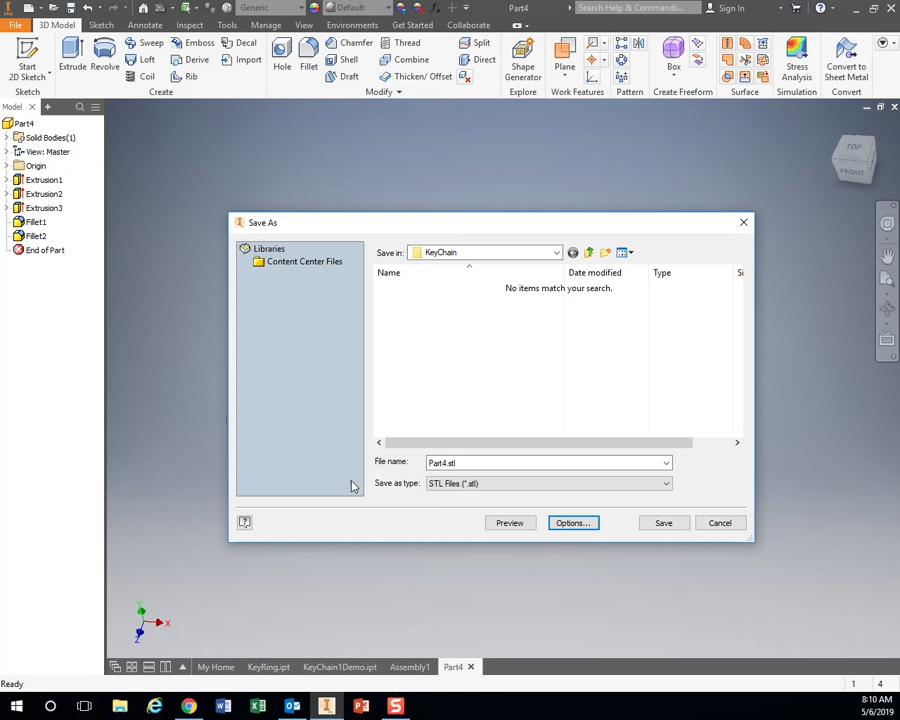 Generic
Default
Part4
Search Help & Commands...
Sign In
File
3D Model
Sketch
Annotate
Inspect
Tools
Manage
View
Environments
Get Started
Collaborate
Start
2D Sketch
Extrude
Revolve
Sweep
Emboss
Decal
Loft
Derive
Import
Coil
Rib
Hole
Fillet
Chamfer
Thread
Split
Shell
Combine
Direct
Draft
Thicken/ Offset
Shape
Generator
Plane
Box
Stress
Analysis
Convert to
Sheet Metal
Sketch
Create
Modify
Explore
Work Features
Pattern
Create Freeform
Surface
Simulation
Convert
Model
Part4
Solid Bodies(1)
View: Master
Origin
Extrusion1
Extrusion2
Extrusion3
Fillet1
Fillet2
End of Part
TOP
FRONT
Save As
Libraries
Content Center Files
Save in:
KeyChain
Name
Date modified
Type
Si
No items match your search.
File name:
Part4.stl
Save as type:
STL Files (*.stl)
Preview
Options...
Save
Cancel
X
Z
My Home
KeyRing.ipt
KeyChain1Demo.ipt
Assembly1
Part4
Ready
1
4
8:10 AM
5/6/2019